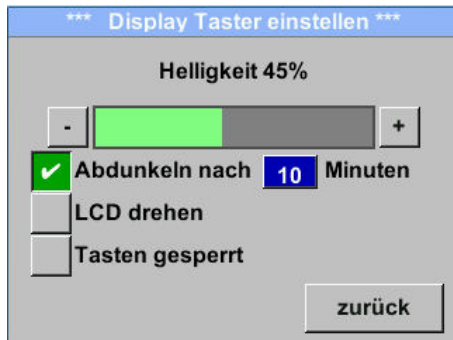 *** Display Taster einstellen ***
Helligkeit 45%
- +
Abdunkeln nach 10 Minuten
LCD drehen
Tasten gesperrt
zurück